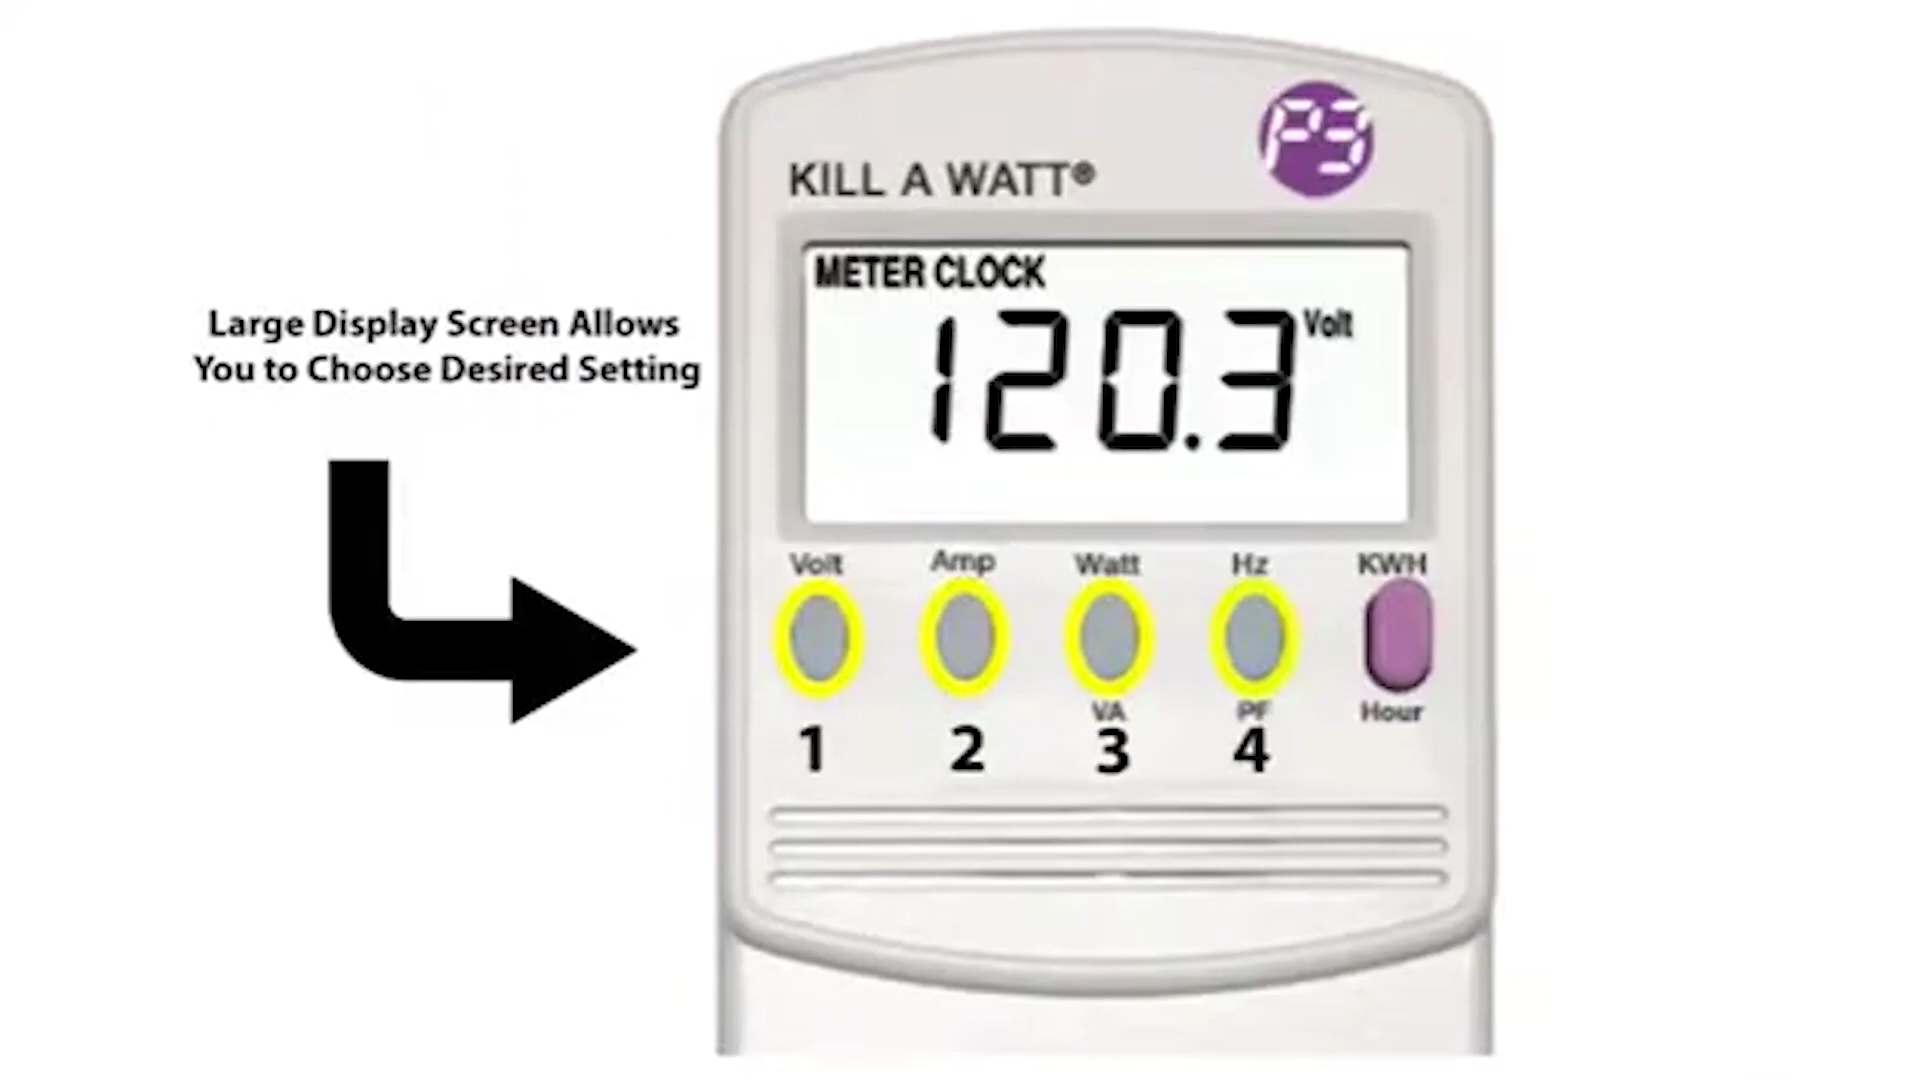 P3
KILL A WATT®
METER CLOCK
120.3 Volt
Large Display Screen Allows
You to Choose Desired Setting
Volt Amp Watt Hz KWH
VA PF Hour
1 2 3 4